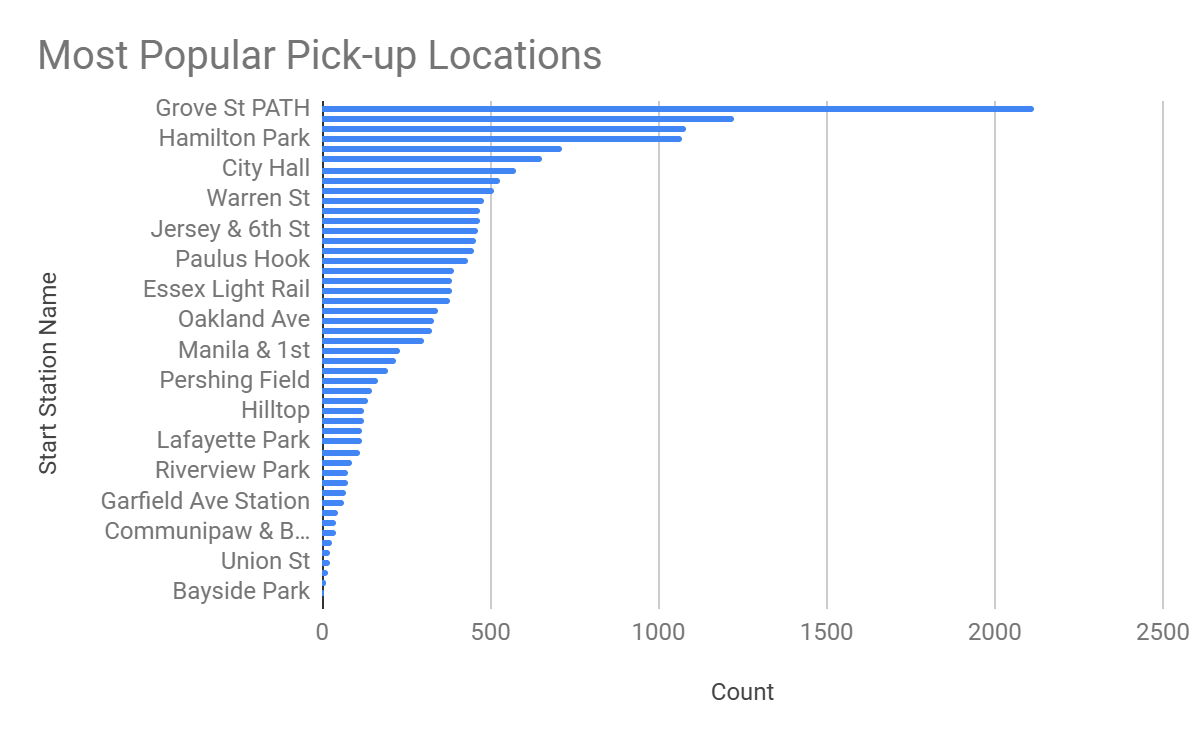 Most Popular Pick-up Locations
Start Station Name
Grove St PATH
Hamilton Park
City Hall
Warren St
Jersey & 6th St
Paulus Hook
Essex Light Rail
Oakland Ave
Manila & 1st
Pershing Field
Hilltop
Lafayette Park
Riverview Park
Garfield Ave Station
Communipaw & B…
Union St
Bayside Park
0 500 1000 1500 2000 2500
Count